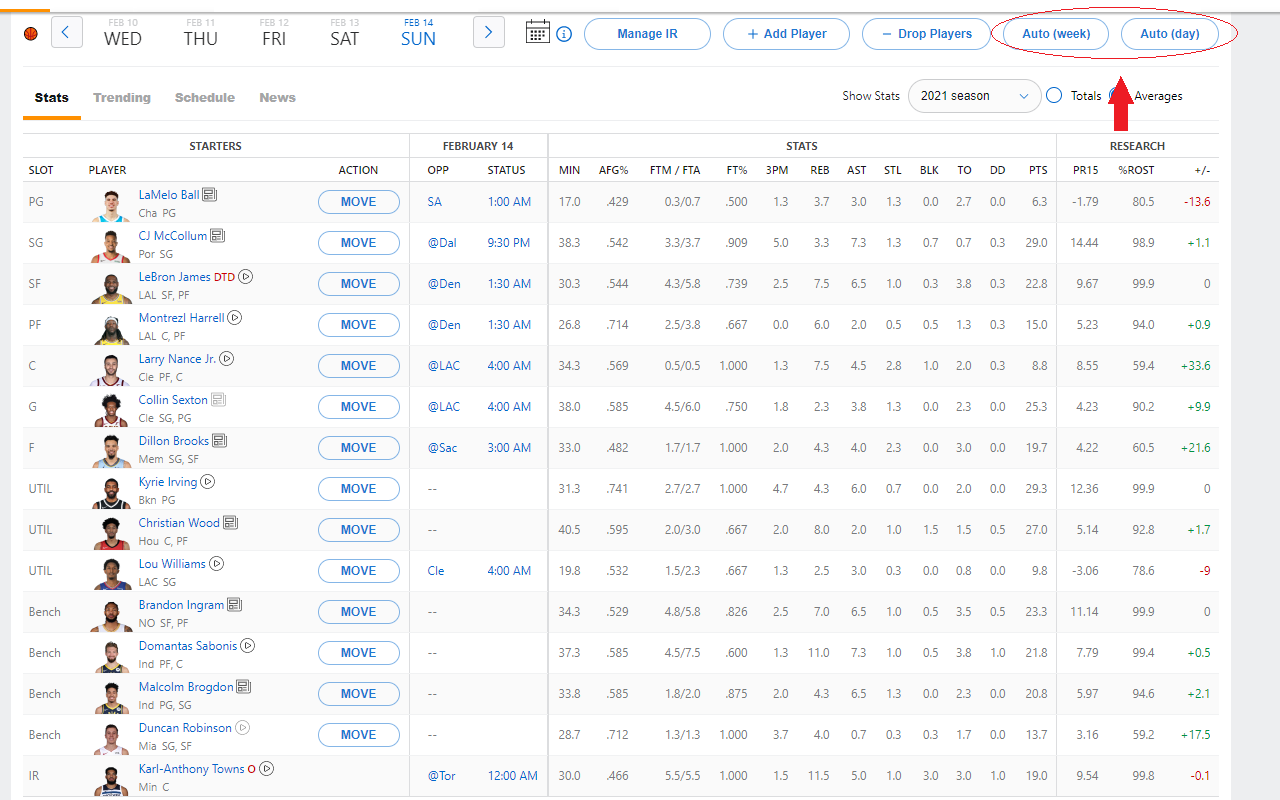 FEB 10 FEB 11 FEB 12 FEB 13 FEB 14
WED THU FRI SAT SUN
Manage IR + Add Player − Drop Players Auto (week) Auto (day)
Stats Trending Schedule News Show Stats 2021 season Totals Averages
STARTERS FEBRUARY 14 STATS RESEARCH
SLOT PLAYER ACTION OPP STATUS MIN AFG% FTM / FTA FT% 3PM REB AST STL BLK TO DD PTS PR15 %ROST +/-
PG LaMelo Ball MOVE SA 1:00 AM 17.0 .429 0.3/0.7 .500 1.3 3.7 3.0 1.3 0.0 2.7 0.0 6.3 -1.79 80.5 -13.6
Cha PG
SG CJ McCollum MOVE @Dal 9:30 PM 38.3 .542 3.3/3.7 .909 5.0 3.3 7.3 1.3 0.7 0.7 0.3 29.0 14.44 98.9 +1.1
Por SG
SF LeBron James DTD MOVE @Den 1:30 AM 30.3 .544 4.3/5.8 .739 2.5 7.5 6.5 1.0 0.3 3.8 0.3 22.8 9.67 99.9 0
LAL SF, PF
PF Montrezl Harrell MOVE @Den 1:30 AM 26.8 .714 2.5/3.8 .667 0.0 6.0 2.0 0.5 0.5 1.3 0.3 15.0 5.23 94.0 +0.9
LAL C, PF
C Larry Nance Jr. MOVE @LAC 4:00 AM 34.3 .569 0.5/0.5 1.000 1.3 7.5 4.5 2.8 1.0 2.0 0.3 8.8 8.55 59.4 +33.6
Cle PF, C
G Collin Sexton MOVE @LAC 4:00 AM 38.0 .585 4.5/6.0 .750 1.8 2.3 3.8 1.3 0.0 2.3 0.0 25.3 4.23 90.2 +9.9
Cle SG, PG
F Dillon Brooks MOVE @Sac 3:00 AM 33.0 .482 1.7/1.7 1.000 2.0 4.3 4.0 2.3 0.0 3.0 0.0 19.7 4.22 60.5 +21.6
Mem SG, SF
UTIL Kyrie Irving MOVE -- 31.3 .741 2.7/2.7 1.000 4.7 4.3 6.0 0.7 0.0 2.0 0.0 29.3 12.36 99.9 0
Bkn PG
UTIL Christian Wood MOVE -- 40.5 .595 2.0/3.0 .667 2.0 8.0 2.0 1.0 1.5 1.5 0.5 27.0 5.14 92.8 +1.7
Hou C, PF
UTIL Lou Williams MOVE Cle 4:00 AM 19.8 .532 1.5/2.3 .667 1.3 2.5 3.0 0.3 0.0 0.8 0.0 9.8 -3.06 78.6 -9
LAC SG
Bench Brandon Ingram MOVE -- 34.3 .529 4.8/5.8 .826 2.5 7.0 6.5 1.0 0.5 3.5 0.5 23.3 11.14 99.9 0
NO SF, PF
Bench Domantas Sabonis MOVE -- 37.3 .585 4.5/7.5 .600 1.3 11.0 7.3 1.0 0.5 3.8 1.0 21.8 7.79 99.4 +0.5
Ind PF, C
Bench Malcolm Brogdon MOVE -- 33.8 .585 1.8/2.0 .875 2.0 4.3 6.5 1.3 0.0 2.3 0.0 20.8 5.97 94.6 +2.1
Ind PG, SG
Bench Duncan Robinson MOVE -- 28.7 .712 1.3/1.3 1.000 3.7 4.0 0.7 0.3 0.3 1.7 0.0 13.7 3.16 59.2 +17.5
Mia SG, SF
IR Karl-Anthony Towns O @Tor 12:00 AM 30.0 .466 5.5/5.5 1.000 1.5 11.5 5.0 1.0 3.0 3.0 1.0 19.0 9.54 99.8 -0.1
Min C